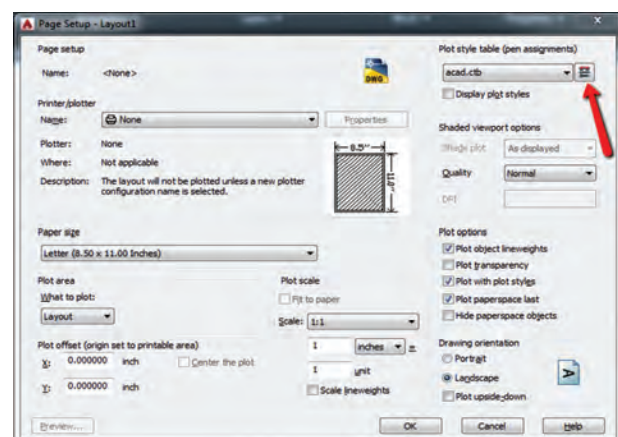 Page Setup - Layout1
x
Page setup
Name: <None>
DWG
Printer/plotter
Name: None
Properties
Plotter: None
Where: Not applicable
Description: The layout will not be plotted unless a new plotter
configuration name is selected.
8.5''
11.0''
Paper size
Letter (8.50 x 11.00 Inches)
Plot area
What to plot:
Layout
Plot scale
Fit to paper
Scale: 1:1
1 inches =
1 unit
Scale lineweights
Plot offset (origin set to printable area)
X: 0.000000 inch
Center the plot
Y: 0.000000 inch
Plot style table (pen assignments)
acad.ctb
Display plot styles
Shaded viewport options
Shade plot As displayed
Quality Normal
DPI
Plot options
Plot object lineweights
Plot transparency
Plot with plot styles
Plot paperspace last
Hide paperspace objects
Drawing orientation
Portrait
Landscape
A
Plot upside-down
Preview...
OK
Cancel
Help